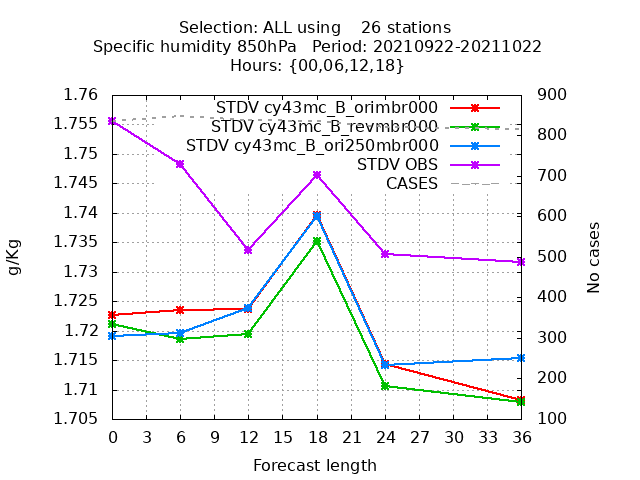 Selection: ALL using    26 stations
Specific humidity 850hPa   Period: 20210922-20211022
Hours: {00,06,12,18}
STDV cy43mc_B_orimbr000
STDV cy43mc_B_revmbr000
STDV cy43mc_B_ori250mbr000
STDV OBS
CASES
1.76
1.755
1.75
1.745
1.74
1.735
1.73
1.725
1.72
1.715
1.71
1.705
g/Kg
900
800
700
600
500
400
300
200
100
No cases
0 3 6 9 12 15 18 21 24 27 30 33 36
Forecast length